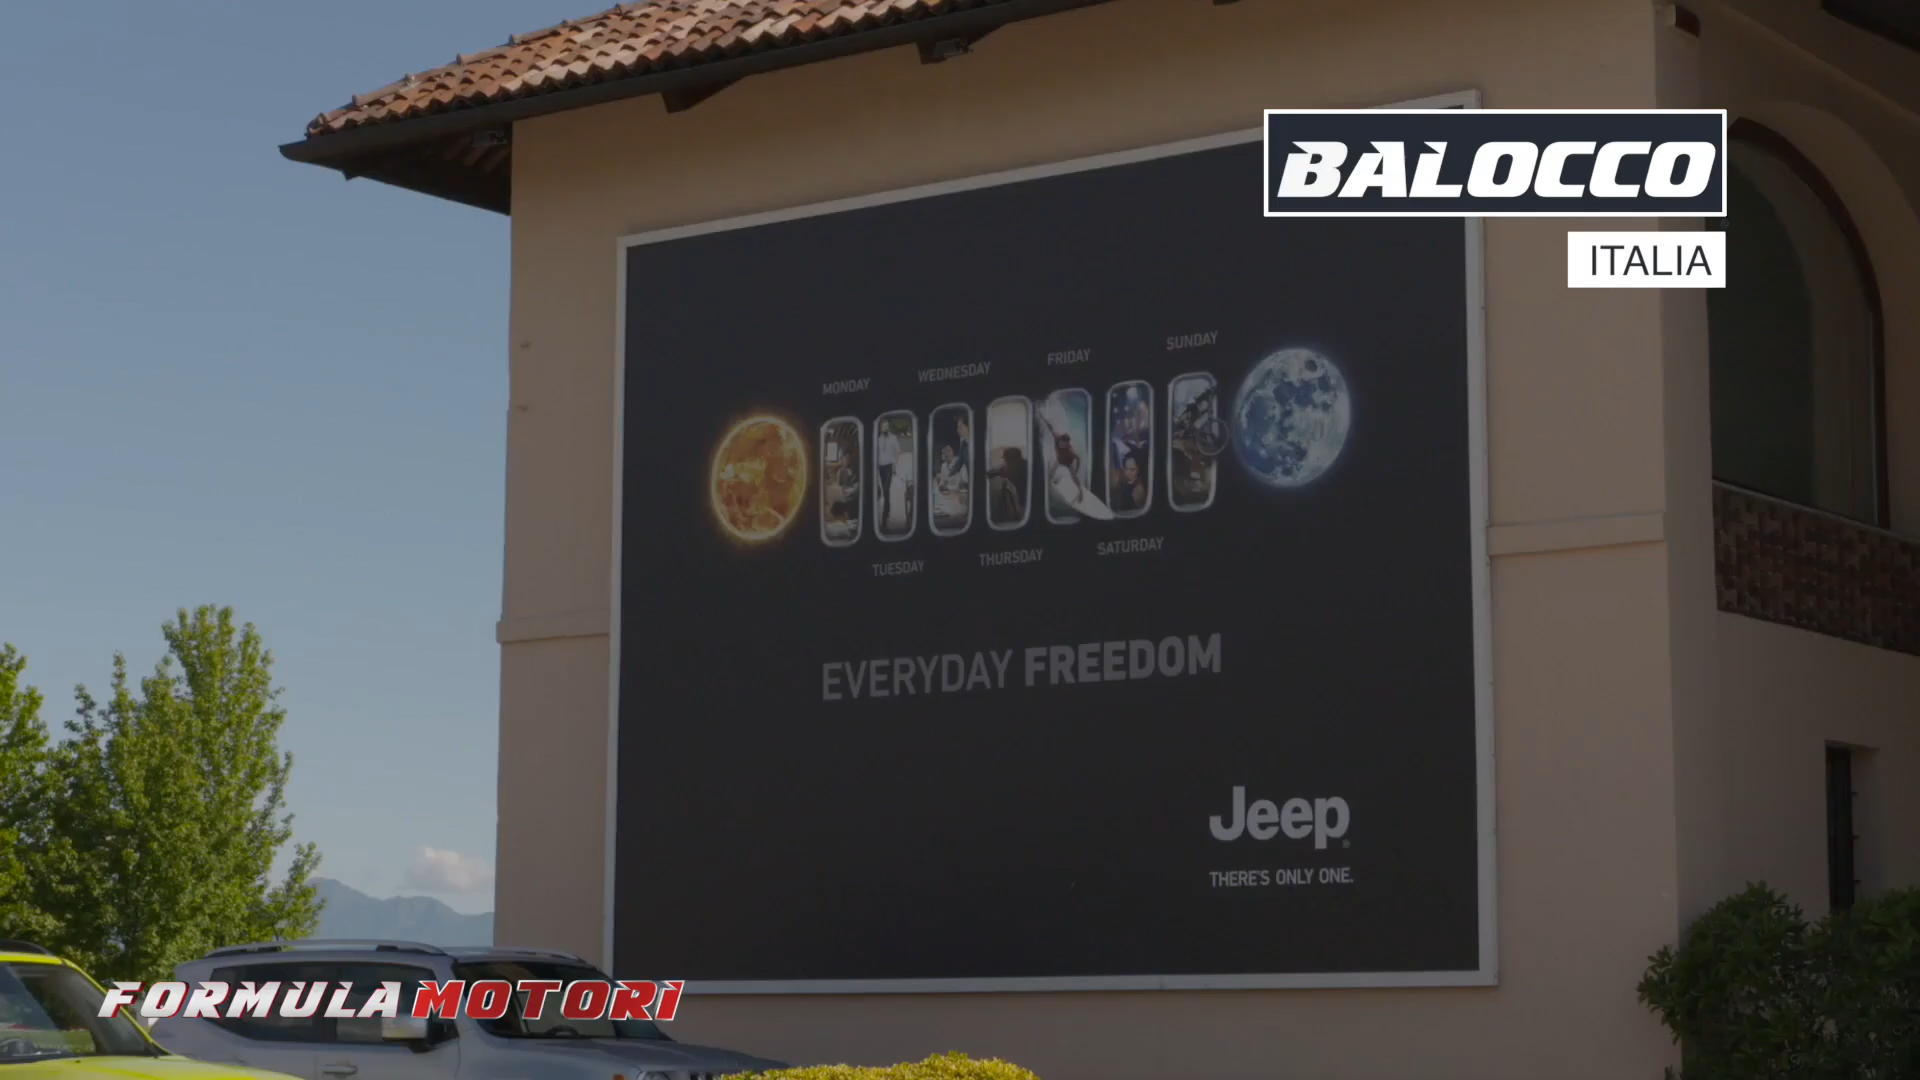 BALOCCO
ITALIA
MONDAY
WEDNESDAY
FRIDAY
SUNDAY
TUESDAY
THURSDAY
SATURDAY
EVERYDAY FREEDOM
Jeep
THERE'S ONLY ONE.
FORMULA MOTORI